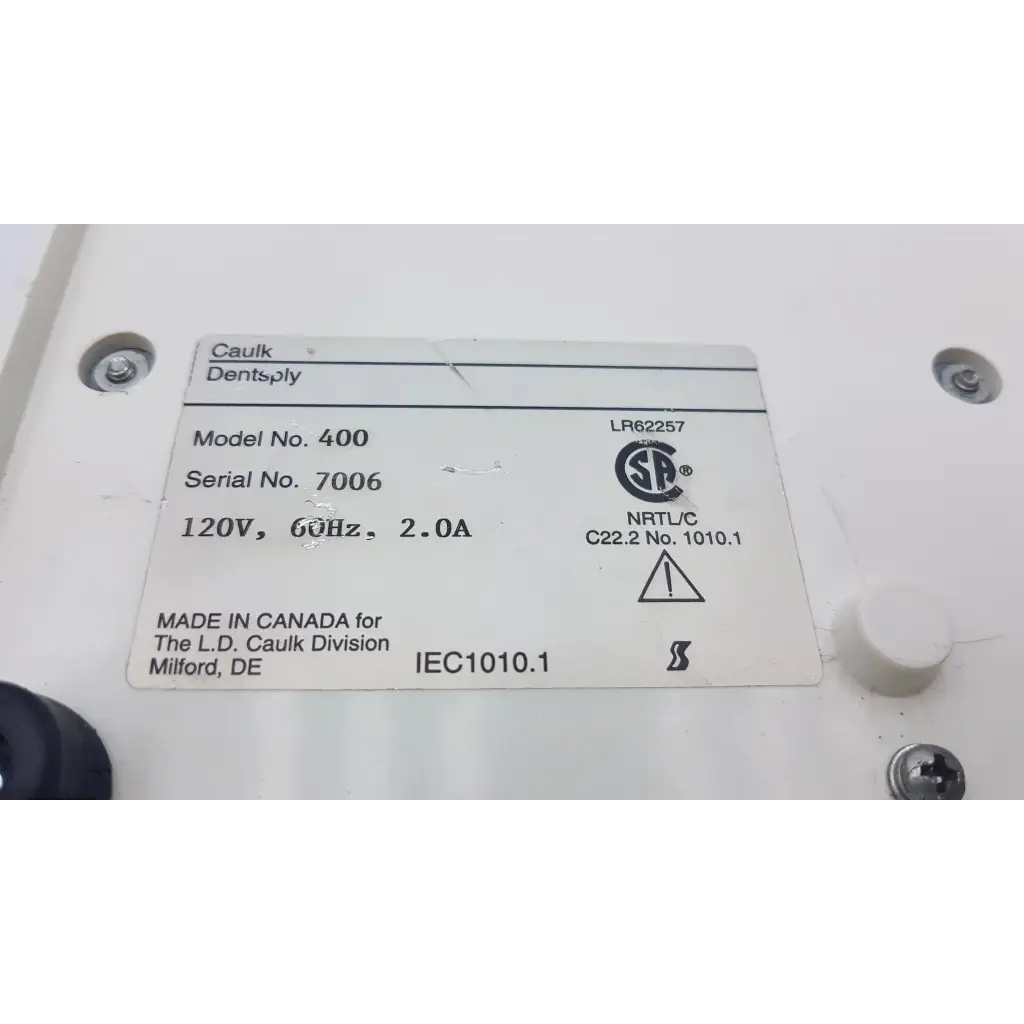 Caulk
Dentsply
Model No. 400
Serial No. 7006
120V, 60Hz, 2.0A
LR62257
CSA®
NRTL/C
C22.2 No. 1010.1
!
MADE IN CANADA for
The L.D. Caulk Division
Milford, DE
IEC1010.1
S